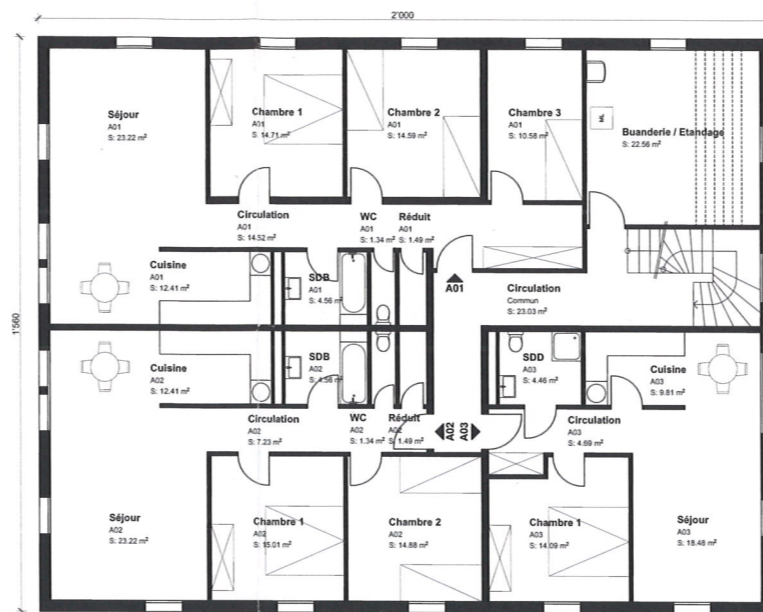 2'000
1'560
Séjour
A01
S: 23.22 m²
Chambre 1
A01
S: 14.71 m²
Chambre 2
A01
S: 14.59 m²
Chambre 3
A01
S: 10.58 m²
ML
Buanderie / Etandage
S: 22.56 m²
Circulation
A01
S: 14.52 m²
WC
A01
S: 1.34 m²
Réduit
A01
S: 1.49 m²
Cuisine
A01
S: 12.41 m²
SDB
A01
S: 4.56 m²
A01
Circulation
Commun
S: 23.03 m²
Cuisine
A02
S: 12.41 m²
SDB
A02
S: 4.56 m²
SDD
A03
S: 4.46 m²
Cuisine
A03
S: 9.81 m²
Circulation
A02
S: 7.23 m²
WC
A02
S: 1.34 m²
Réduit
A02
S: 1.49 m²
A02
A03
Circulation
A03
S: 4.69 m²
Séjour
A02
S: 23.22 m²
Chambre 1
A02
S: 15.01 m²
Chambre 2
A02
S: 14.88 m²
Chambre 1
A03
S: 14.09 m²
Séjour
A03
S: 18.48 m²